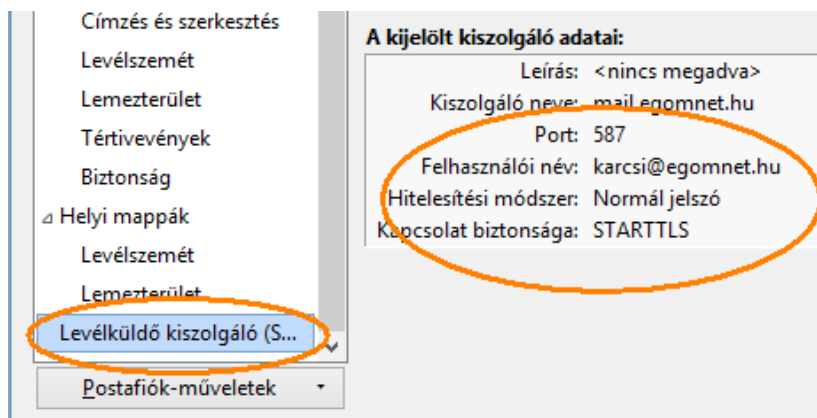 Címzés és szerkesztés
Levélszemét
Lemezterület
Tértivevények
Biztonság
Helyi mappák
Levélszemét
Lemezterület
Levélküldő kiszolgáló (S...
Postafiók-műveletek
A kijelölt kiszolgáló adatai:
Leírás: <nincs megadva>
Kiszolgáló neve: mail.egomnet.hu
Port: 587
Felhasználói név: karcsi@egomnet.hu
Hitelesítési módszer: Normál jelszó
Kapcsolat biztonsága: STARTTLS